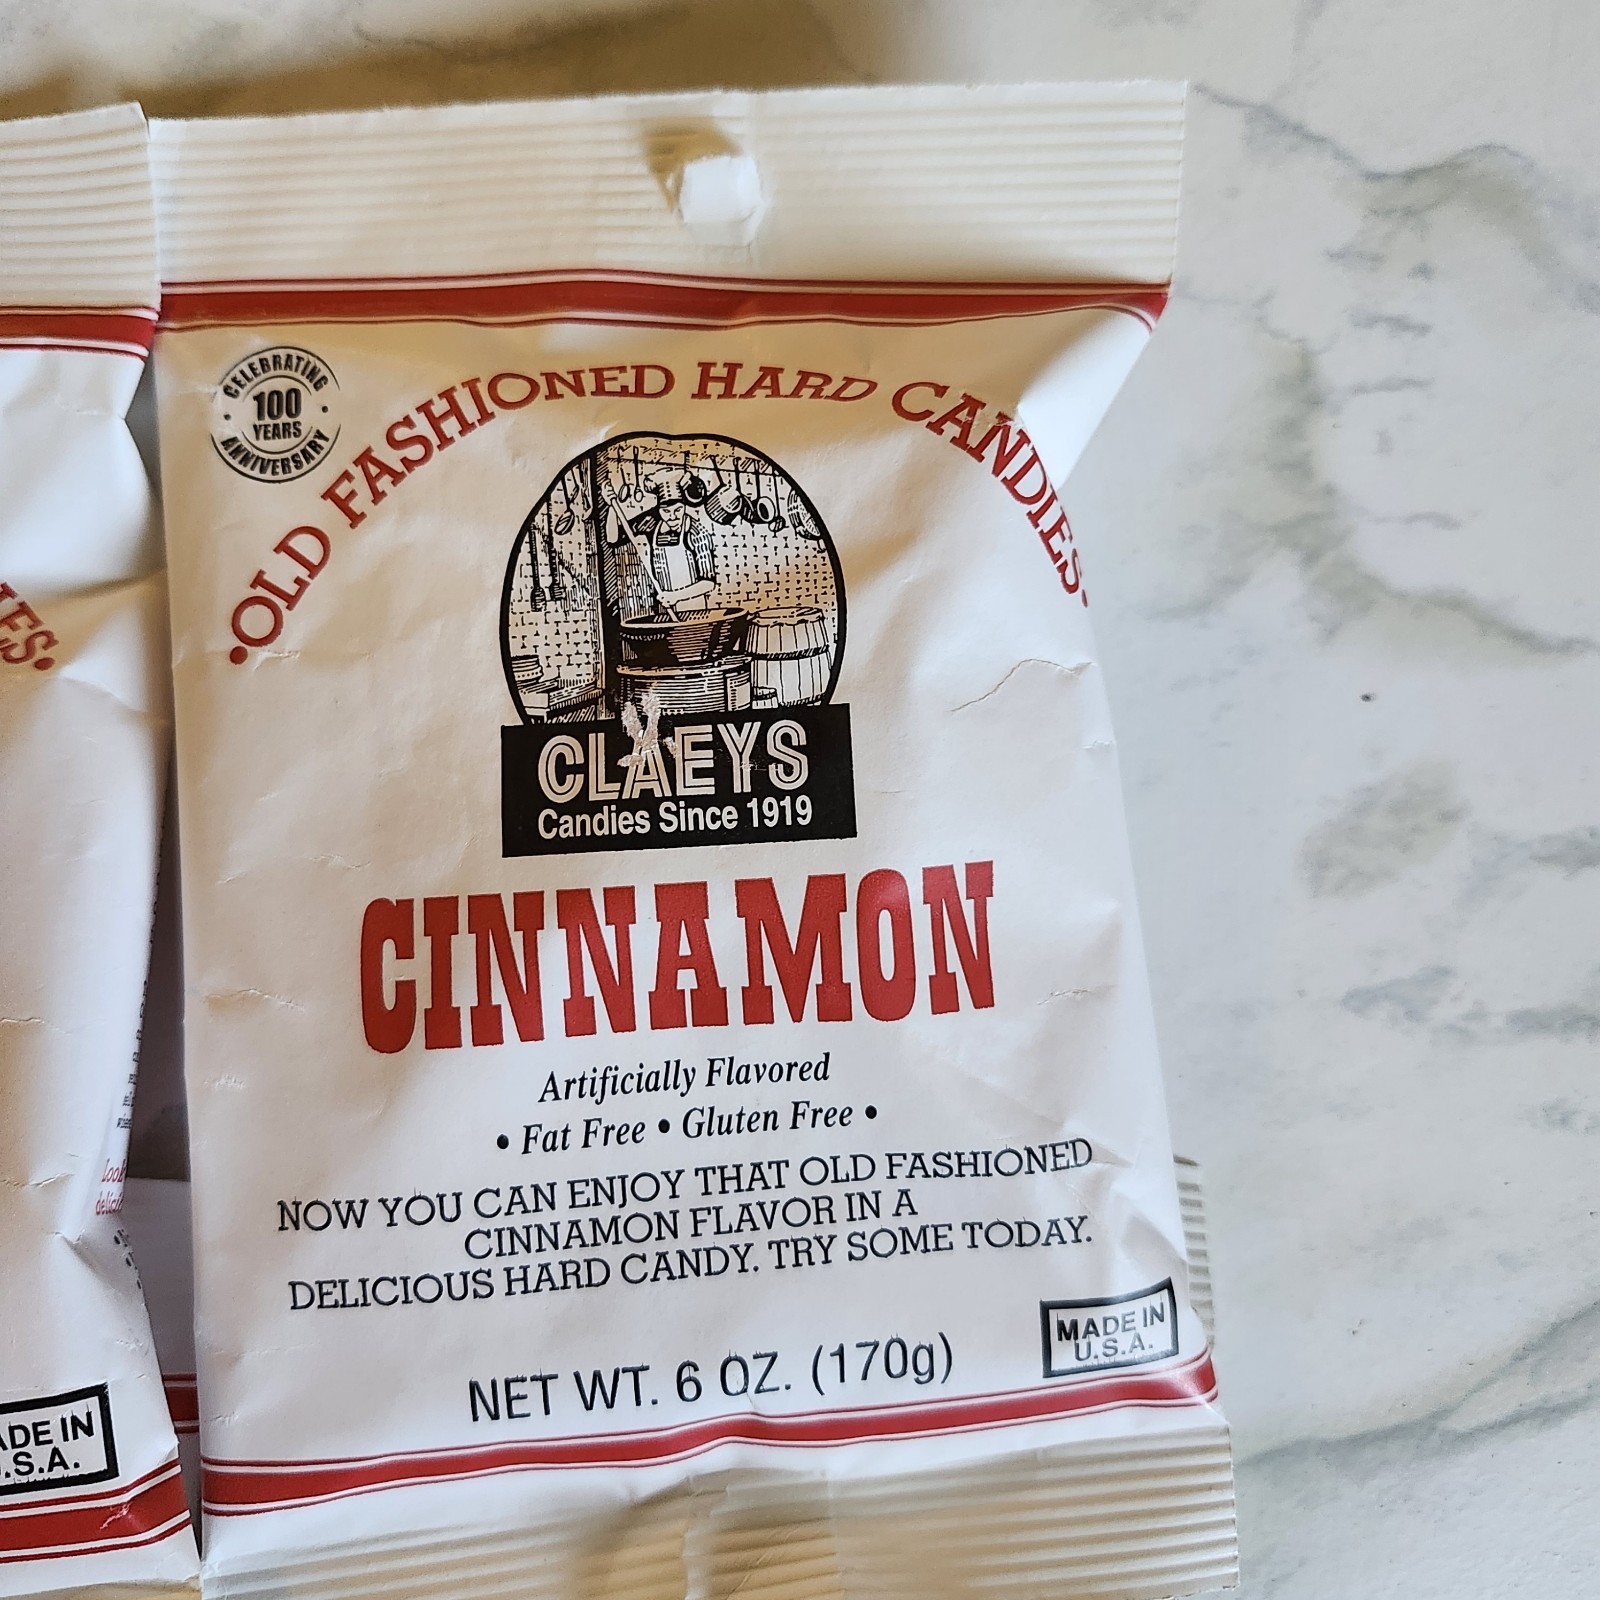 CELEBRATING
100
YEARS
ANNIVERSARY
•OLD FASHIONED HARD CANDIES•
CLAEYS
Candies Since 1919
CINNAMON
Artificially Flavored
• Fat Free • Gluten Free •
NOW YOU CAN ENJOY THAT OLD FASHIONED
CINNAMON FLAVOR IN A
DELICIOUS HARD CANDY. TRY SOME TODAY.
NET WT. 6 OZ. (170g)
MADE IN
U.S.A.
IES•
ADE IN
.S.A.